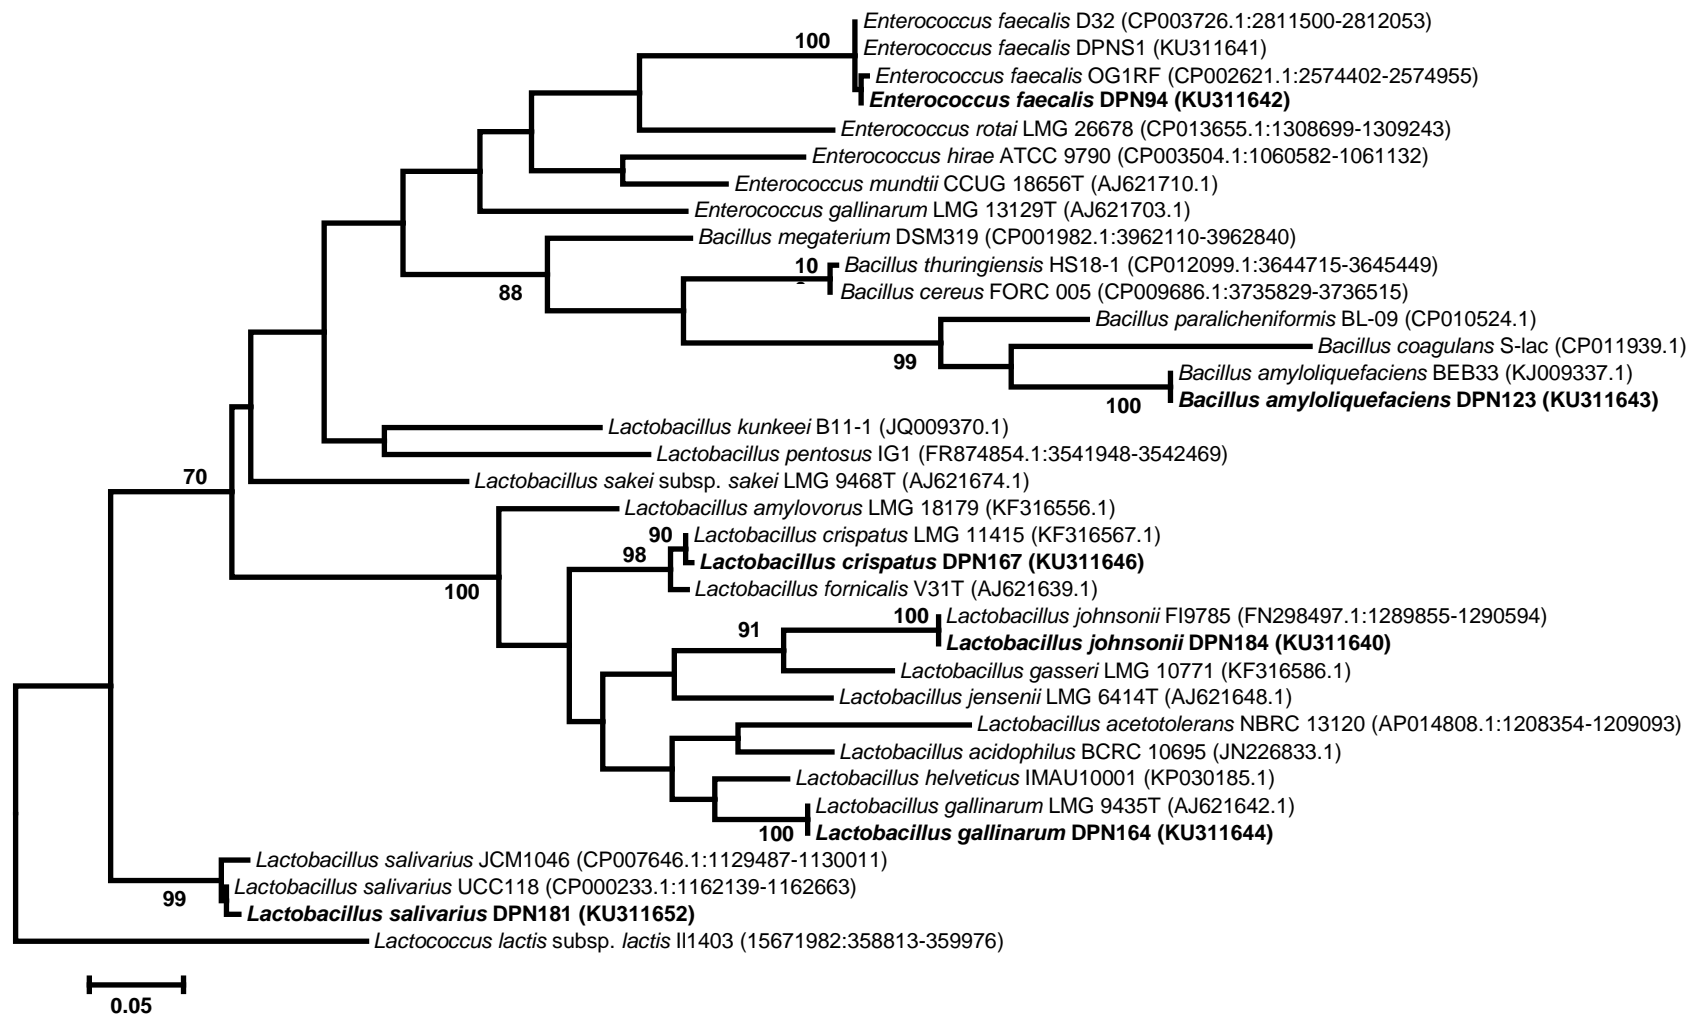 Enterococcus faecalis D32 (CP003726.1:2811500-2812053)
100
Enterococcus faecalis DPNS1 (KU311641)
Enterococcus faecalis OG1RF (CP002621.1:2574402-2574955)
Enterococcus faecalis DPN94 (KU311642)
Enterococcus rotai LMG 26678 (CP013655.1:1308699-1309243)
Enterococcus hirae ATCC 9790 (CP003504.1:1060582-1061132)
Enterococcus mundtii CCUG 18656T (AJ621710.1)
Enterococcus gallinarum LMG 13129T (AJ621703.1)
Bacillus megaterium DSM319 (CP001982.1:3962110-3962840)
10
Bacillus thuringiensis HS18-1 (CP012099.1:3644715-3645449)
88
Bacillus cereus FORC 005 (CP009686.1:3735829-3736515)
Bacillus paralicheniformis BL-09 (CP010524.1)
99
Bacillus coagulans S-lac (CP011939.1)
Bacillus amyloliquefaciens BEB33 (KJ009337.1)
100
Bacillus amyloliquefaciens DPN123 (KU311643)
Lactobacillus kunkeei B11-1 (JQ009370.1)
Lactobacillus pentosus IG1 (FR874854.1:3541948-3542469)
70
Lactobacillus sakei subsp. sakei LMG 9468T (AJ621674.1)
Lactobacillus amylovorus LMG 18179 (KF316556.1)
90
Lactobacillus crispatus LMG 11415 (KF316567.1)
98
Lactobacillus crispatus DPN167 (KU311646)
100
Lactobacillus fornicalis V31T (AJ621639.1)
100
Lactobacillus johnsonii FI9785 (FN298497.1:1289855-1290594)
91
Lactobacillus johnsonii DPN184 (KU311640)
Lactobacillus gasseri LMG 10771 (KF316586.1)
Lactobacillus jensenii LMG 6414T (AJ621648.1)
Lactobacillus acetotolerans NBRC 13120 (AP014808.1:1208354-1209093)
Lactobacillus acidophilus BCRC 10695 (JN226833.1)
Lactobacillus helveticus IMAU10001 (KP030185.1)
Lactobacillus gallinarum LMG 9435T (AJ621642.1)
100
Lactobacillus gallinarum DPN164 (KU311644)
Lactobacillus salivarius JCM1046 (CP007646.1:1129487-1130011)
Lactobacillus salivarius UCC118 (CP000233.1:1162139-1162663)
99
Lactobacillus salivarius DPN181 (KU311652)
Lactococcus lactis subsp. lactis Il1403 (15671982:358813-359976)
0.05